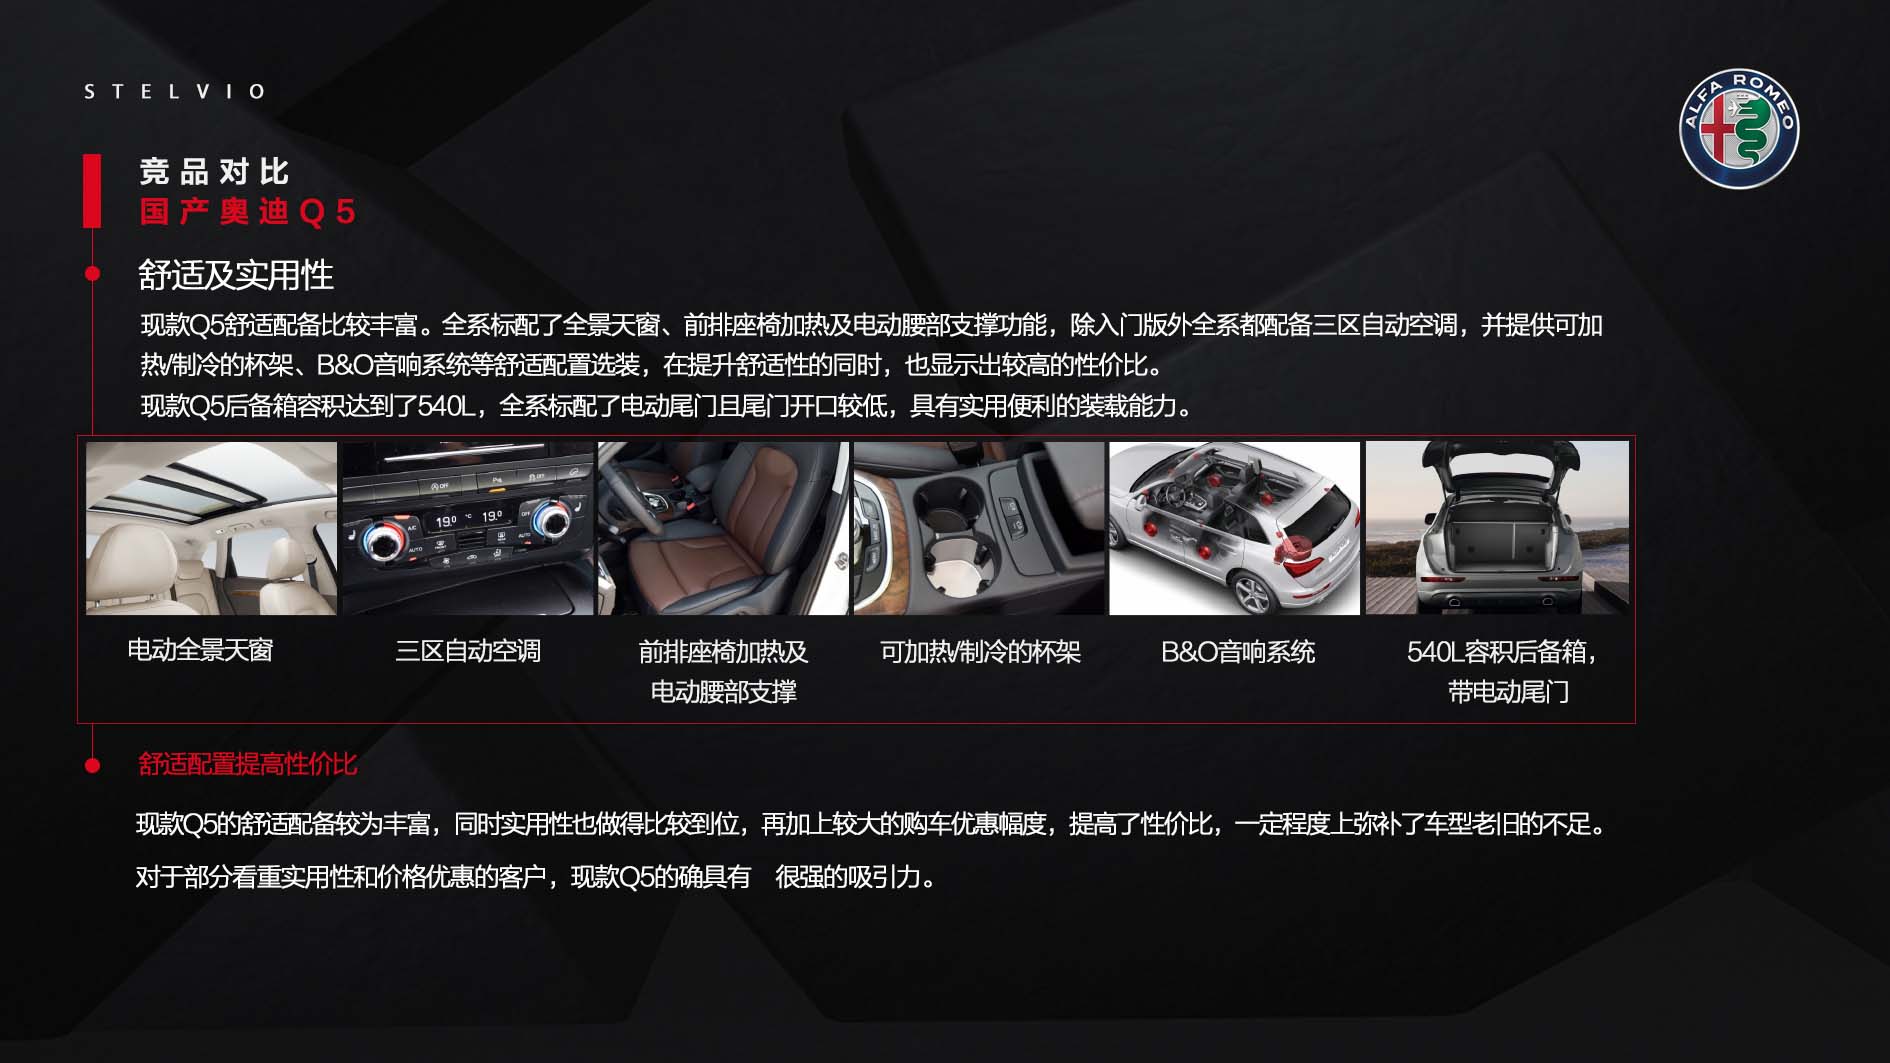 STELVIO
ALFA ROMEO
竞品对比
国产奥迪Q5
舒适及实用性
现款Q5舒适配备比较丰富。全系标配了全景天窗、前排座椅加热及电动腰部支撑功能，除入门版外全系都配备三区自动空调，并提供可加
热/制冷的杯架、B&O音响系统等舒适配置选装，在提升舒适性的同时，也显示出较高的性价比。
现款Q5后备箱容积达到了540L，全系标配了电动尾门且尾门开口较低，具有实用便利的装载能力。
OFF
OFF
A/C
19.0 °C 19.0
OFF
AUTO
AUTO
电动全景天窗
三区自动空调
前排座椅加热及
电动腰部支撑
可加热/制冷的杯架
B&O音响系统
540L容积后备箱，
带电动尾门
舒适配置提高性价比
现款Q5的舒适配备较为丰富，同时实用性也做得比较到位，再加上较大的购车优惠幅度，提高了性价比，一定程度上弥补了车型老旧的不足。
对于部分看重实用性和价格优惠的客户，现款Q5的确具有　很强的吸引力。